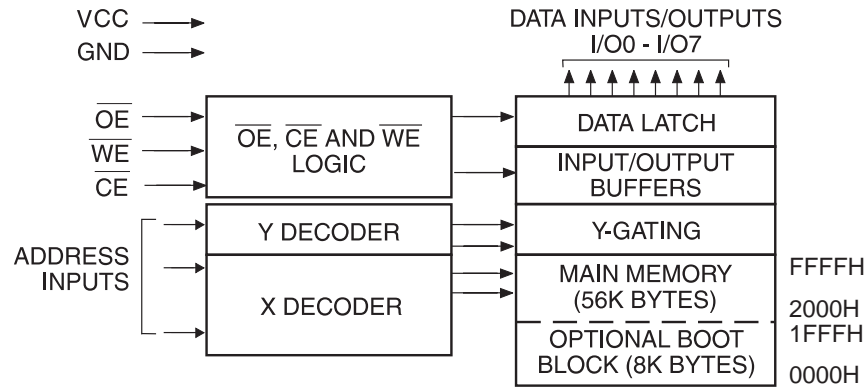 VCC
GND
DATA INPUTS/OUTPUTS
I/O0 - I/O7
OE
WE
CE
OE, CE AND WE
LOGIC
DATA LATCH
INPUT/OUTPUT
BUFFERS
ADDRESS
INPUTS
Y DECODER
Y-GATING
X DECODER
MAIN MEMORY
(56K BYTES)
OPTIONAL BOOT
BLOCK (8K BYTES)
FFFFH
2000H
1FFFH
0000H